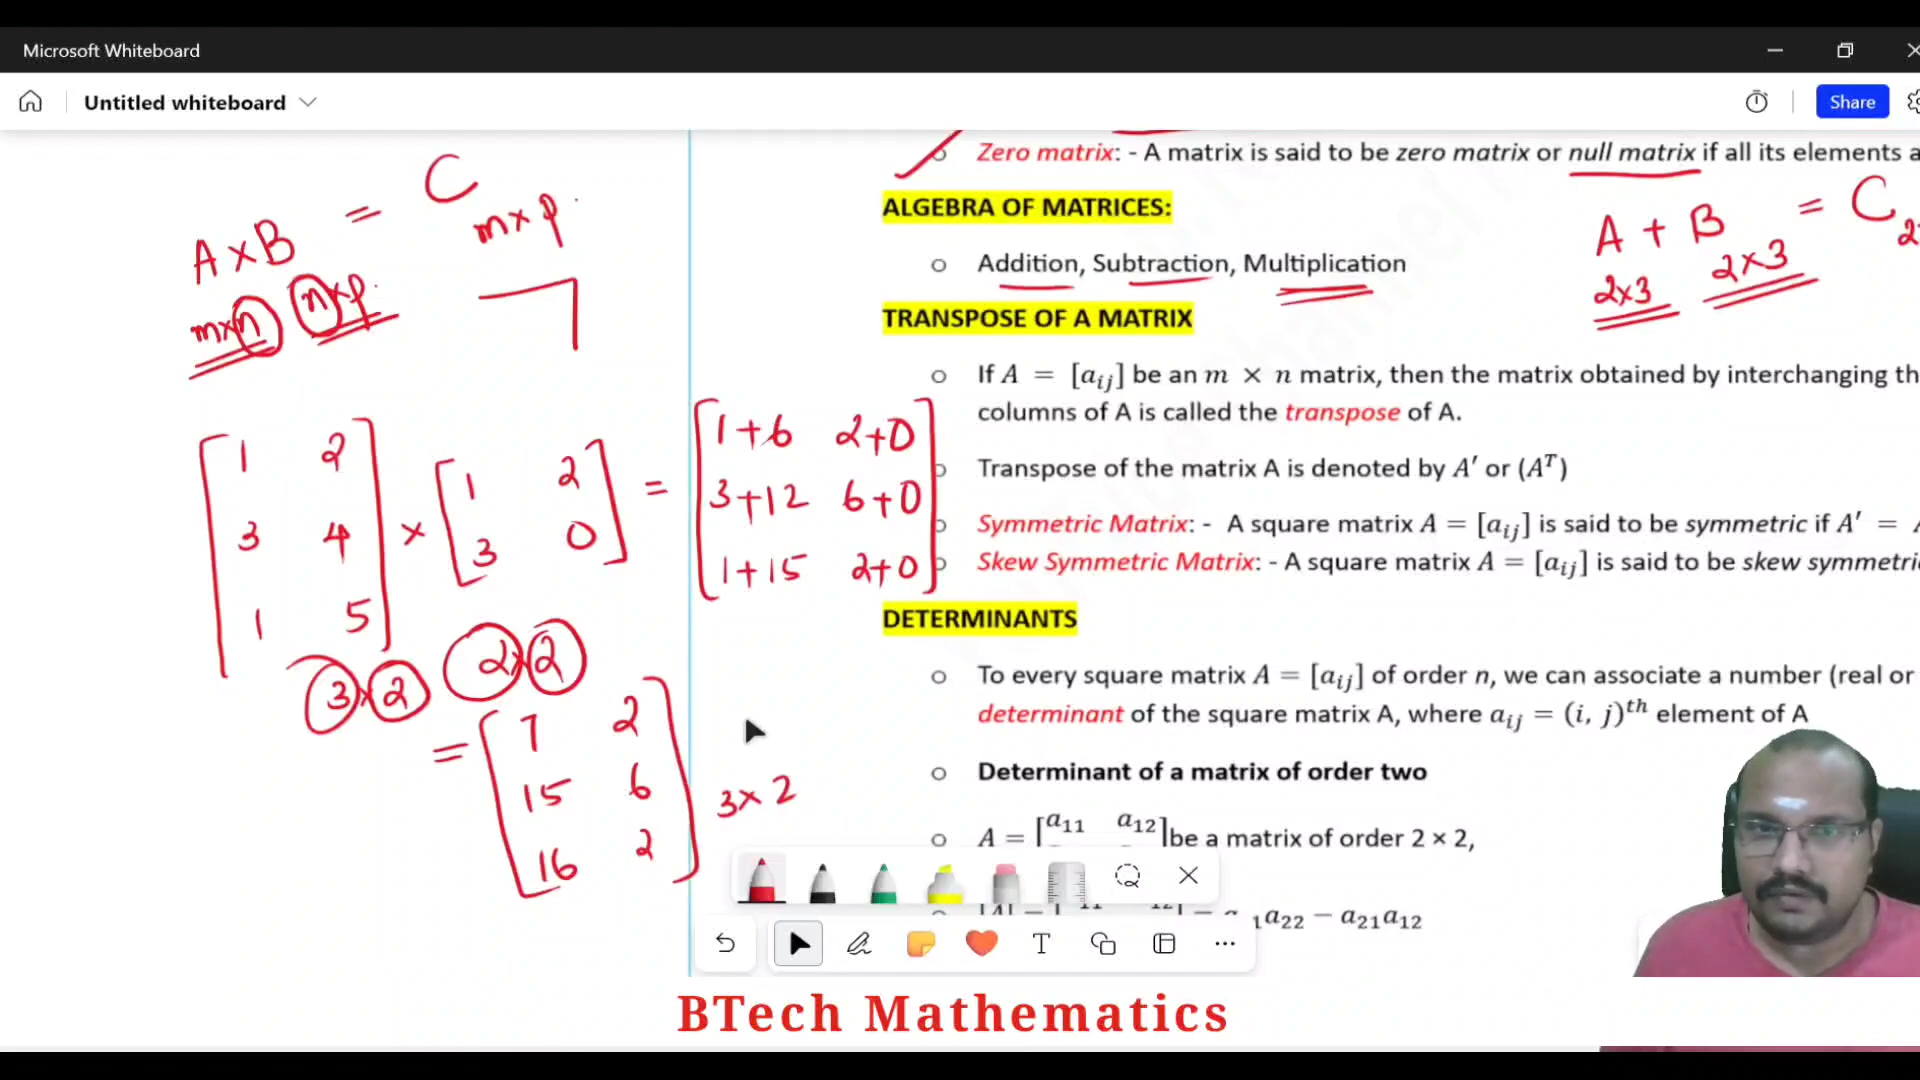 Microsoft Whiteboard
Untitled whiteboard
Share
Zero matrix: - A matrix is said to be zero matrix or null matrix if all its elements a
ALGEBRA OF MATRICES:
Addition, Subtraction, Multiplication
TRANSPOSE OF A MATRIX
If A = [aij] be an m × n matrix, then the matrix obtained by interchanging th
columns of A is called the transpose of A.
Transpose of the matrix A is denoted by A′ or (Aᵀ)
Symmetric Matrix: - A square matrix A = [aij] is said to be symmetric if A′ =
Skew Symmetric Matrix: - A square matrix A = [aij] is said to be skew symmetri
DETERMINANTS
To every square matrix A = [aij] of order n, we can associate a number (real or
determinant of the square matrix A, where aij = (i, j)ᵗʰ element of A
Determinant of a matrix of order two
A = [a11 a12] be a matrix of order 2 × 2,
1a22 − a21a12
A×B = C m×p
m×n n×p
A + B = C 2
2×3 2×3
1 2
3 4
1 5
×
1 2
3 0
=
1+6 2+0
3+12 6+0
1+15 2+0
3×2 2×2
=
7 2
15 6
16 2
3×2
T
BTech Mathematics